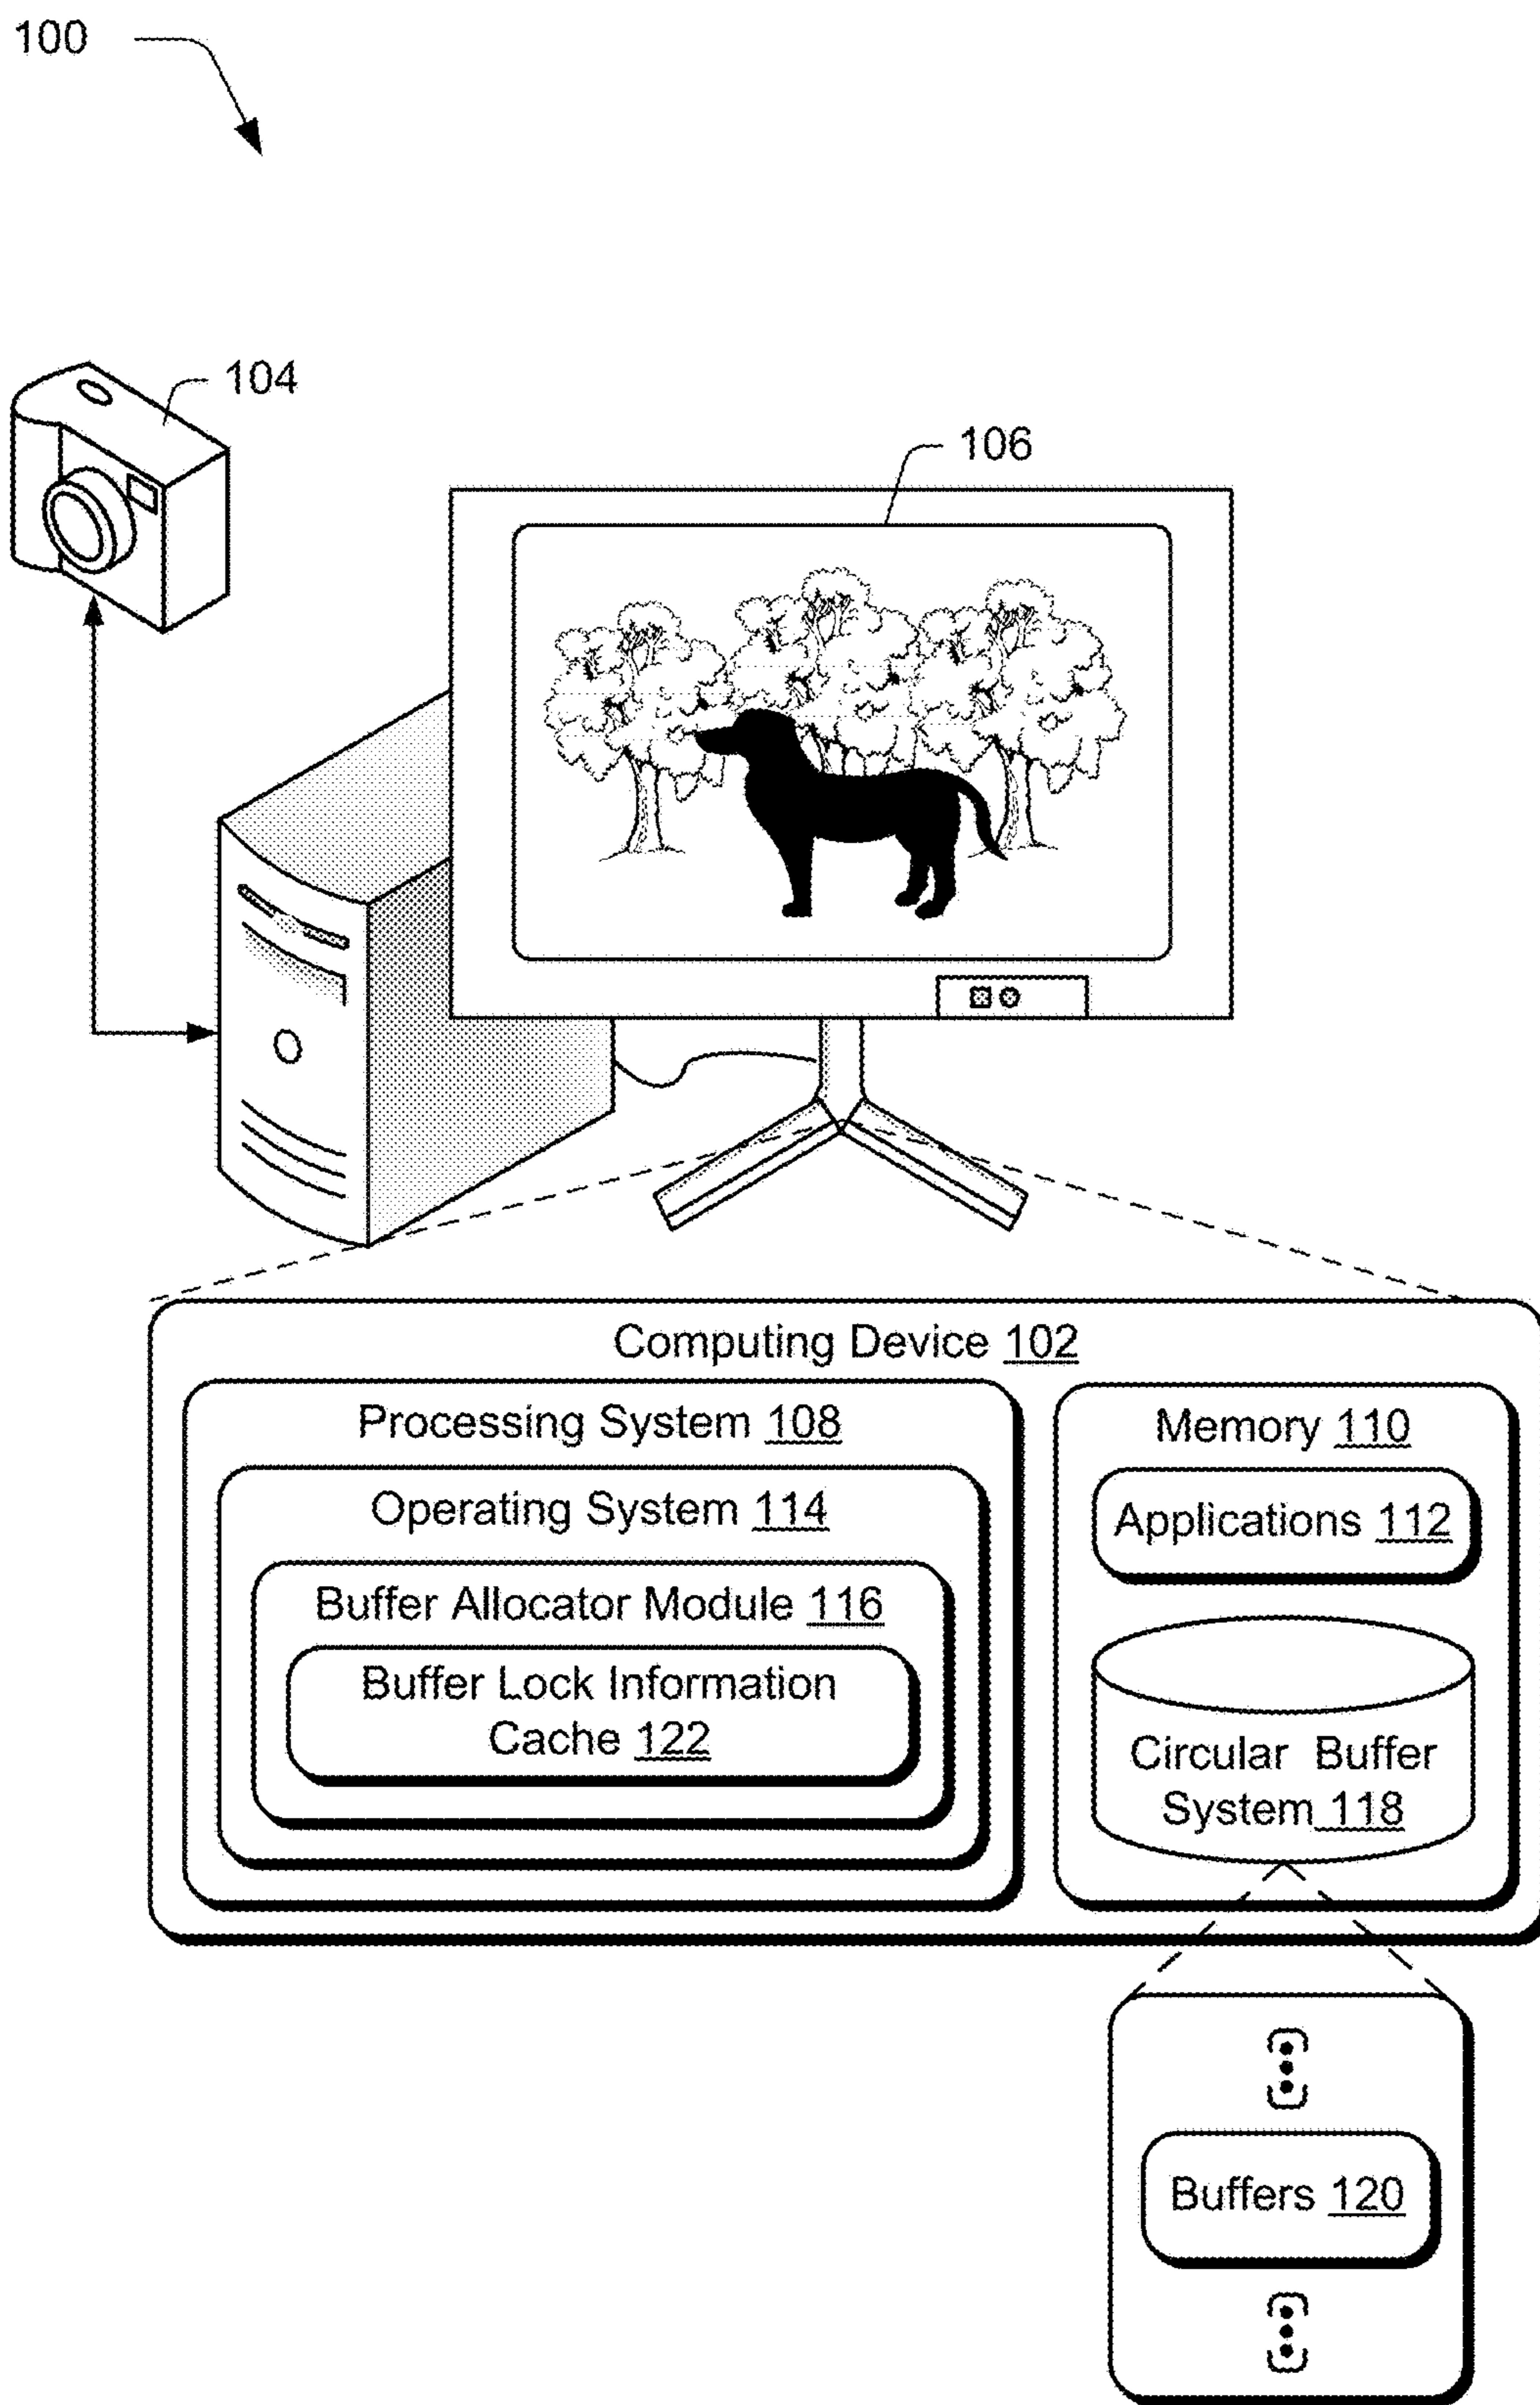 100
104
106
Computing Device 102
Processing System 108
Operating System 114
Buffer Allocator Module 116
Buffer Lock Information
Cache 122
Memory 110
Applications 112
Circular Buffer
System 118
Buffers 120